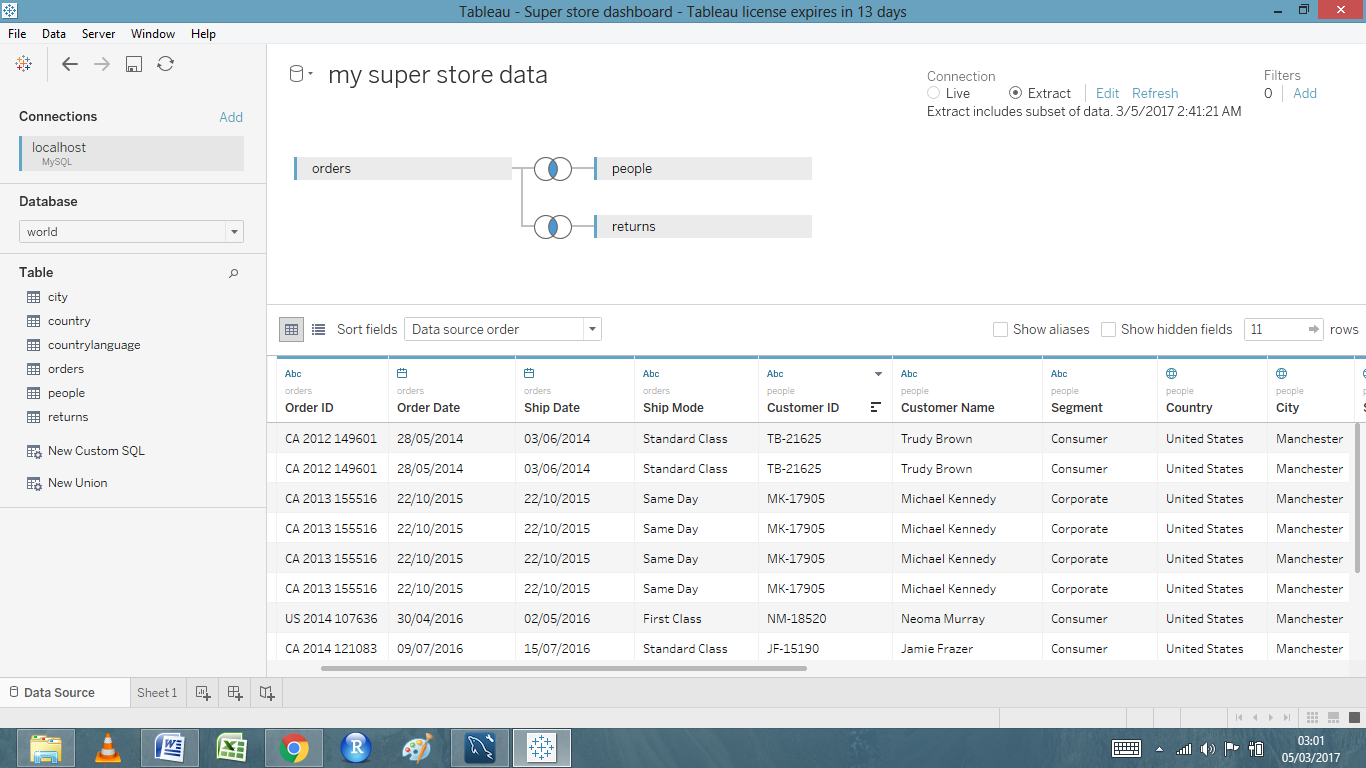 Tableau - Super store dashboard - Tableau license expires in 13 days
File Data Server Window Help
my super store data
Connection
Live Extract Edit Refresh
Extract includes subset of data. 3/5/2017 2:41:21 AM
Filters
0 Add
Connections Add
localhost
MySQL
Database
world
Table
city
country
countrylanguage
orders
people
returns
New Custom SQL
New Union
orders people
returns
Sort fields Data source order Show aliases Show hidden fields 11 rows
Abc Abc Abc Abc Abc
orders orders orders orders people people people people people
Order ID Order Date Ship Date Ship Mode Customer ID Customer Name Segment Country City
CA 2012 149601 28/05/2014 03/06/2014 Standard Class TB-21625 Trudy Brown Consumer United States Manchester
CA 2012 149601 28/05/2014 03/06/2014 Standard Class TB-21625 Trudy Brown Consumer United States Manchester
CA 2013 155516 22/10/2015 22/10/2015 Same Day MK-17905 Michael Kennedy Corporate United States Manchester
CA 2013 155516 22/10/2015 22/10/2015 Same Day MK-17905 Michael Kennedy Corporate United States Manchester
CA 2013 155516 22/10/2015 22/10/2015 Same Day MK-17905 Michael Kennedy Corporate United States Manchester
CA 2013 155516 22/10/2015 22/10/2015 Same Day MK-17905 Michael Kennedy Corporate United States Manchester
US 2014 107636 30/04/2016 02/05/2016 First Class NM-18520 Neoma Murray Consumer United States Manchester
CA 2014 121083 09/07/2016 15/07/2016 Standard Class JF-15190 Jamie Frazer Consumer United States Manchester
Data Source Sheet 1
03:01
05/03/2017